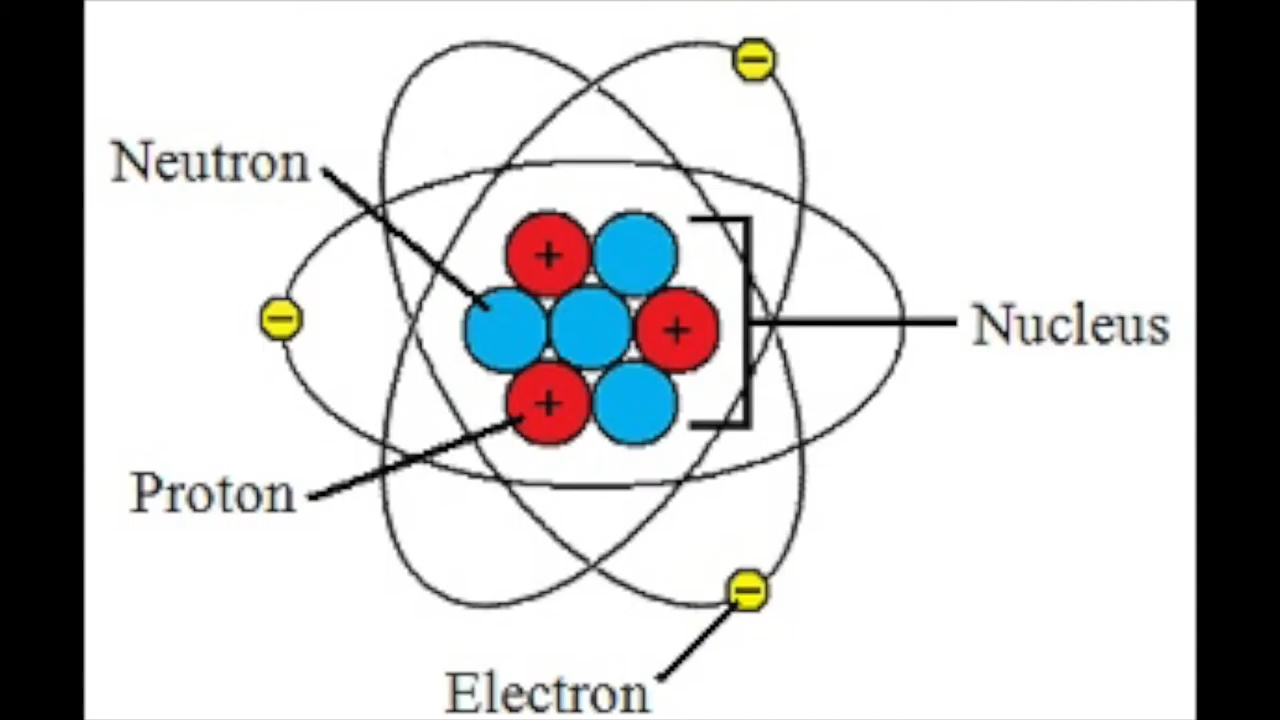 Neutron
+
+
+
Nucleus
Proton
Electron